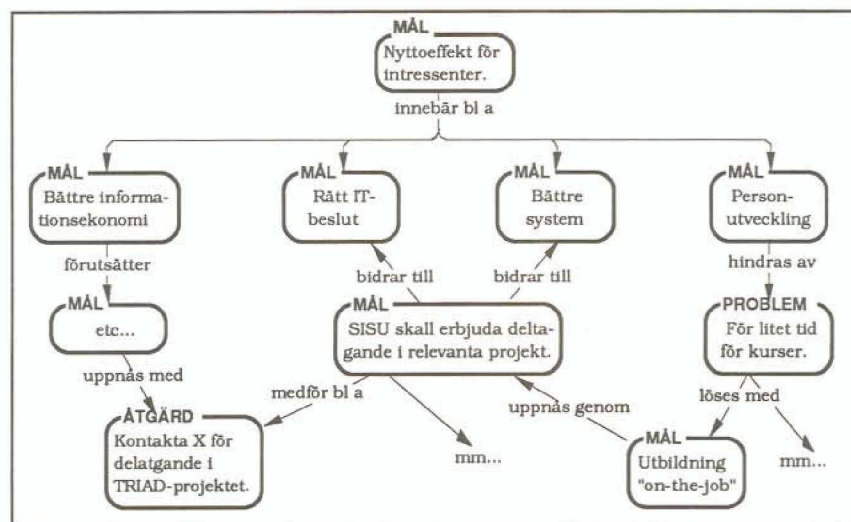 MÅL
Nyttoeffekt för
intressenter.
innebär bl a
MÅL
Bättre informa-
tionsekonomi
MÅL
Rätt IT-
beslut
MÅL
Bättre
system
MÅL
Person-
utveckling
förutsätter
bidrar till
bidrar till
hindras av
MÅL
etc...
MÅL
SISU skall erbjuda delta-
gande i relevanta projekt.
PROBLEM
För litet tid
för kurser.
uppnås med
medför bl a
uppnås genom
löses med
ÅTGÄRD
Kontakta X för
delatgande i
TRIAD-projektet.
mm...
MÅL
Utbildning
"on-the-job"
mm...